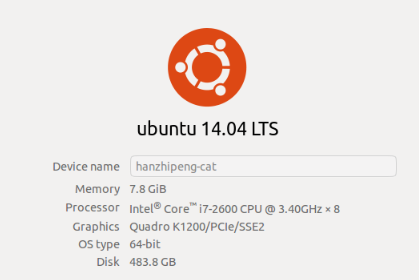 ubuntu 14.04 LTS
Device name hanzhipeng-cat
Memory 7.8 GiB
Processor Intel® Core™ i7-2600 CPU @ 3.40GHz × 8
Graphics Quadro K1200/PCIe/SSE2
OS type 64-bit
Disk 483.8 GB